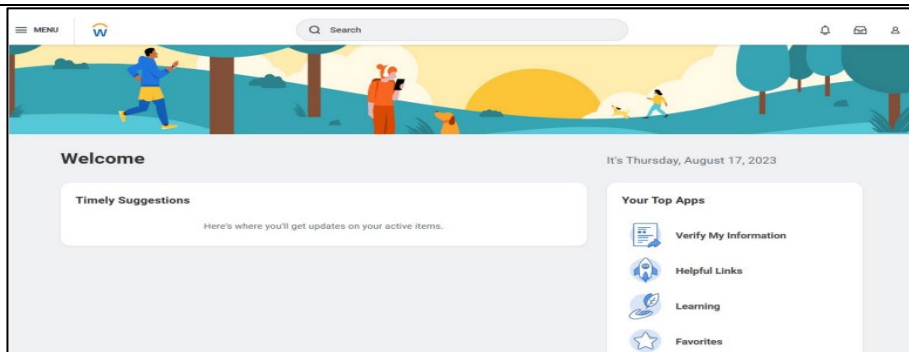 MENU
W
Search
Welcome
It's Thursday, August 17, 2023
Timely Suggestions
Here's where you'll get updates on your active items.
Your Top Apps
Verify My Information
Helpful Links
Learning
Favorites